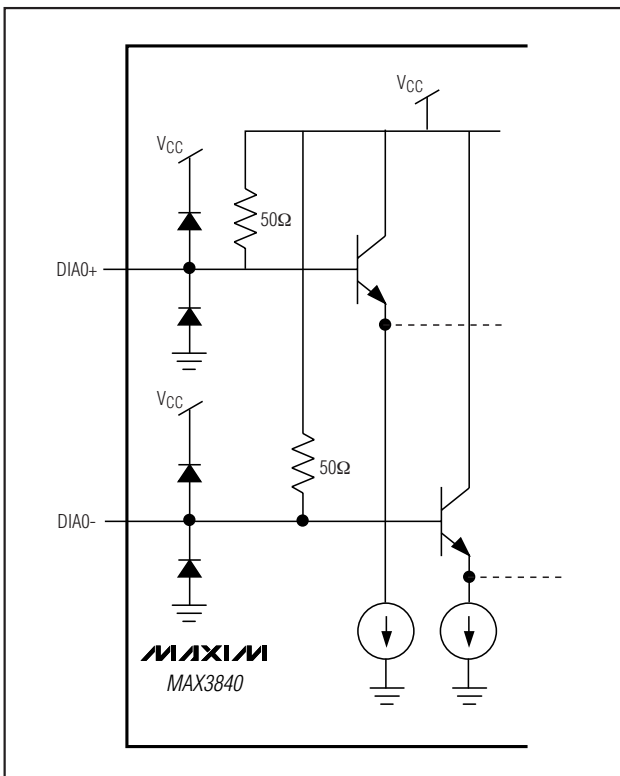 VCC
VCC
50Ω
DIA0+
VCC
50Ω
DIA0-
MAXIM
MAX3840